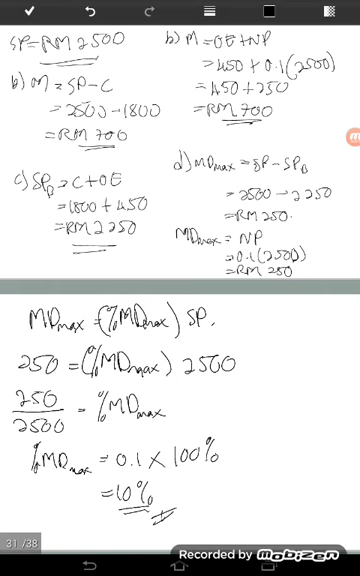 SP = RM 2500
b) M = SP - C
= 2500 - 1800
= RM 700
c) SP_B = C + OE
= 1800 + 450
= RM 2250
b) M = OE + NP
= 450 + 0.1(2500)
= 450 + 250
= RM 700
d) MD_max = SP - SP_B
= 2500 - 2250
= RM 250.
MD_max = NP
= 0.1(2500)
= RM 250
MD_max = (%MD_max) SP.
250 = (%MD_max) 2500
250/2500 = %MD_max
%MD_max = 0.1 × 100%
= 10%
31 / 38
Recorded by Mobizen